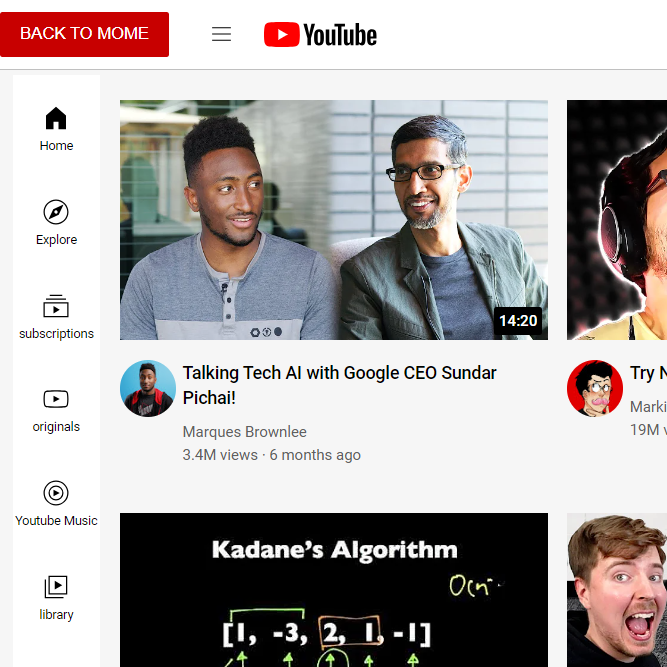 BACK TO MOME
YouTube
Home
Explore
subscriptions
originals
Youtube Music
library
14:20
Talking Tech AI with Google CEO Sundar
Pichai!
Marques Brownlee
3.4M views · 6 months ago
Try N
Marki
19M v
Kadane's Algorithm
O(n
[1, -3, 2, 1, -1]